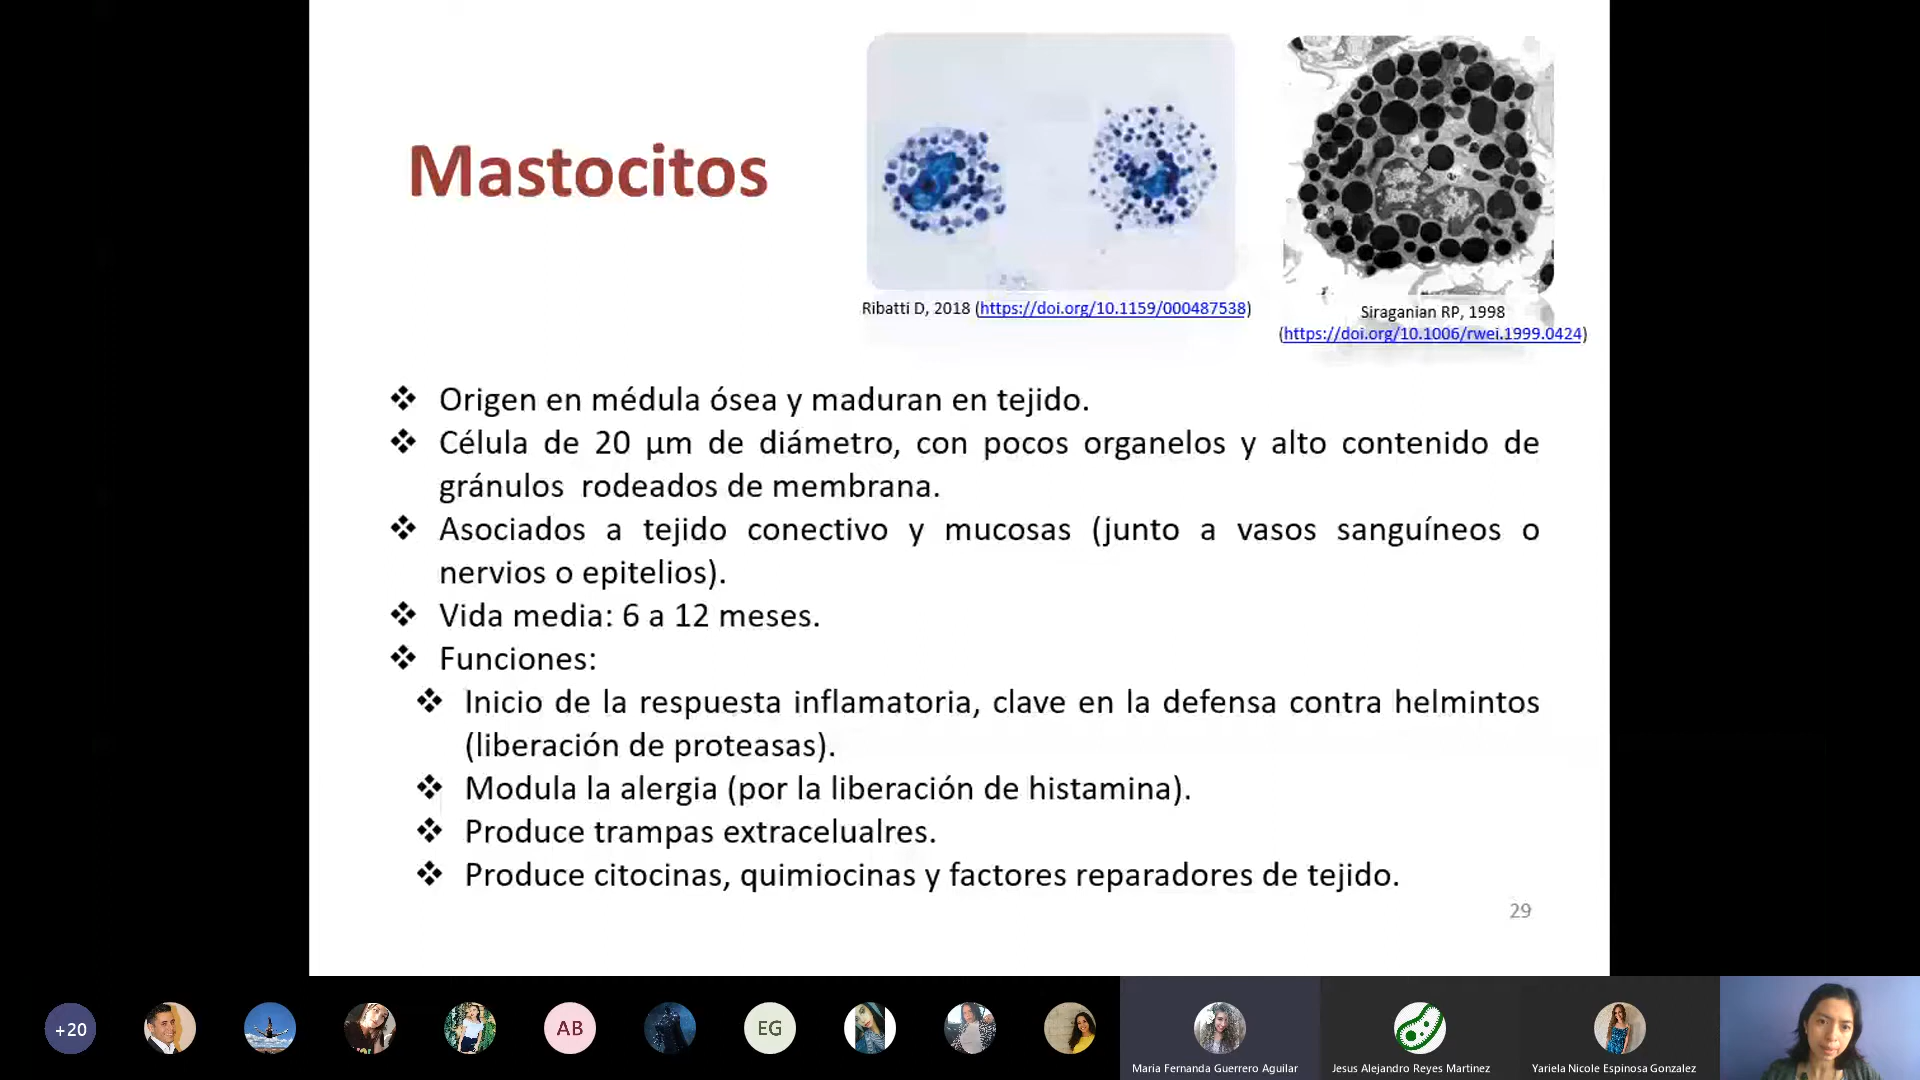 Mastocitos
Ribatti D, 2018 (https://doi.org/10.1159/000487538)
Siraganian RP, 1998
(https://doi.org/10.1006/rwei.1999.0424)
❖ Origen en médula ósea y maduran en tejido.
❖ Célula de 20 µm de diámetro, con pocos organelos y alto contenido de
gránulos rodeados de membrana.
❖ Asociados a tejido conectivo y mucosas (junto a vasos sanguíneos o
nervios o epitelios).
❖ Vida media: 6 a 12 meses.
❖ Funciones:
❖ Inicio de la respuesta inflamatoria, clave en la defensa contra helmintos
(liberación de proteasas).
❖ Modula la alergia (por la liberación de histamina).
❖ Produce trampas extracelualres.
❖ Produce citocinas, quimiocinas y factores reparadores de tejido.
29
+20
AB
EG
Maria Fernanda Guerrero Aguilar
Jesus Alejandro Reyes Martinez
Yariela Nicole Espinosa Gonzalez